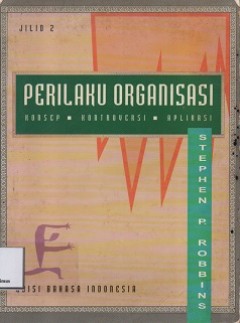 JILID 2
PERILAKU ORGANISASI
KONSEP ▪ KONTROVERSI ▪ APLIKASI
STEPHEN P. ROBBINS
EDISI BAHASA INDONESIA